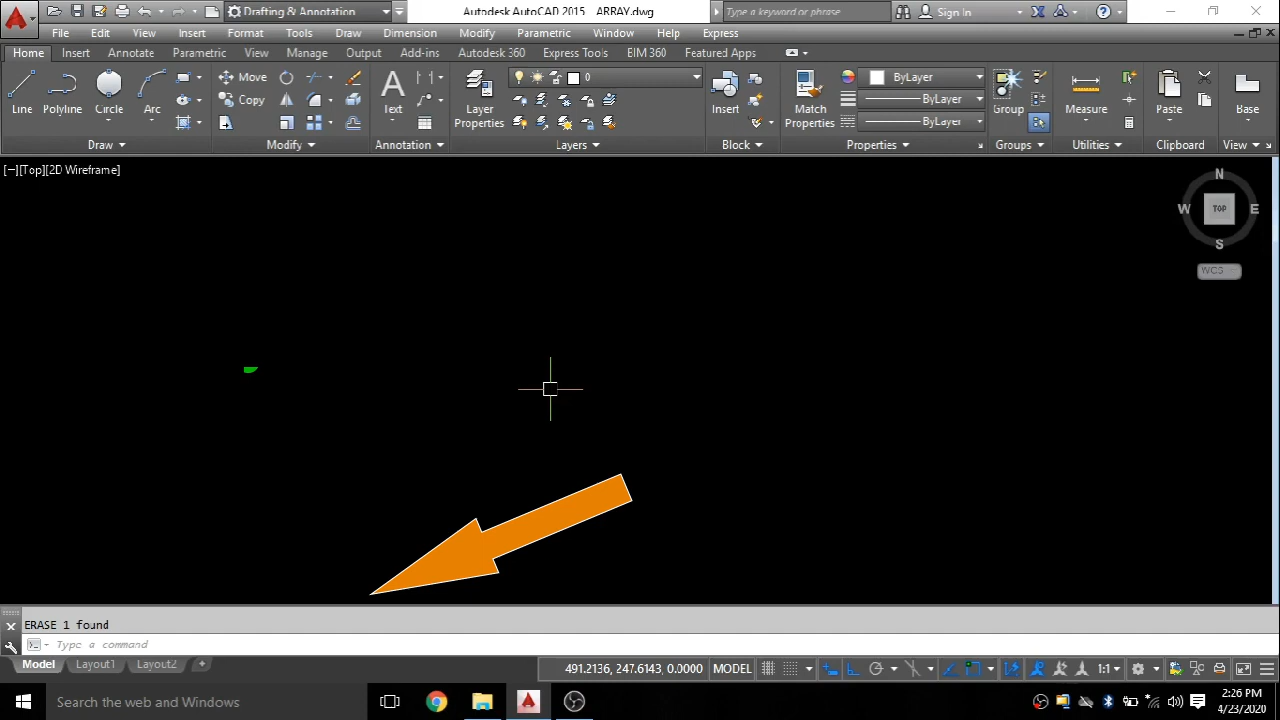 Drafting & Annotation
Autodesk AutoCAD 2015 ARRAY.dwg
Type a keyword or phrase
Sign In
File Edit View Insert Format Tools Draw Dimension Modify Parametric Window Help Express
Home Insert Annotate Parametric View Manage Output Add-ins Autodesk 360 Express Tools BIM 360 Featured Apps
Line
Polyline
Circle
Arc
Move
Copy
Text
Layer
Properties
0
Insert
Match
Properties
ByLayer
ByLayer
ByLayer
Group
Measure
Paste
Base
Draw Modify Annotation Layers Block Properties Groups Utilities Clipboard View
[−][Top][2D Wireframe]
N
W TOP E
S
WCS
ERASE 1 found
Type a command
Model Layout1 Layout2 +
491.2136, 247.6143, 0.0000 MODEL 1:1
Search the web and Windows
2:26 PM
4/23/2020